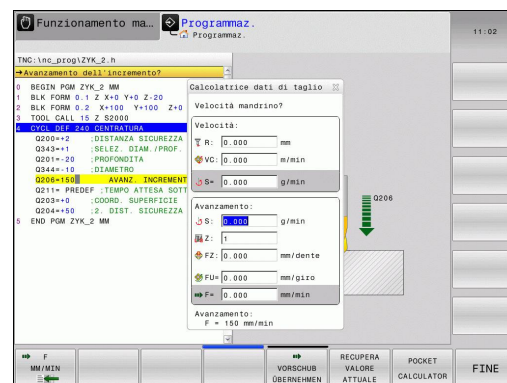 Funzionamento ma…
Programmaz.
Programmaz.
11:02
TNC:\nc_prog\ZYK_2.h
→Avanzamento dell'incremento?
0 BEGIN PGM ZYK_2 MM
1 BLK FORM 0.1 Z X+0 Y+0 Z-20
2 BLK FORM 0.2 X+100 Y+100 Z+0
3 TOOL CALL 15 Z S2000
4 CYCL DEF 240 CENTRATURA
Q200=+2 ;DISTANZA SICUREZZA
Q343=+1 ;SELEZ. DIAM./PROF.
Q201=-20 ;PROFONDITA
Q344=-10 ;DIAMETRO
Q206=150 AVANZ. INCREMENT
Q211= PREDEF ;TEMPO ATTESA SOTT
Q203=+0 ;COORD. SUPERFICIE
Q204=+50 ;2. DIST. SICUREZZA
5 END PGM ZYK_2 MM
Calcolatrice dati di taglio
Velocità mandrino?
Velocità:
R: 0.000 mm
VC: 0.000 m/min
S= 0.000 g/min
Avanzamento:
S: 0.000 g/min
Z: 1
FZ: 0.000 mm/dente
FU= 0.000 mm/giro
F= 0.000 mm/min
Avanzamento:
F = 150 mm/min
Q206
F
MM/MIN
VORSCHUB
ÜBERNEHMEN
RECUPERA
VALORE
ATTUALE
POCKET
CALCULATOR
FINE